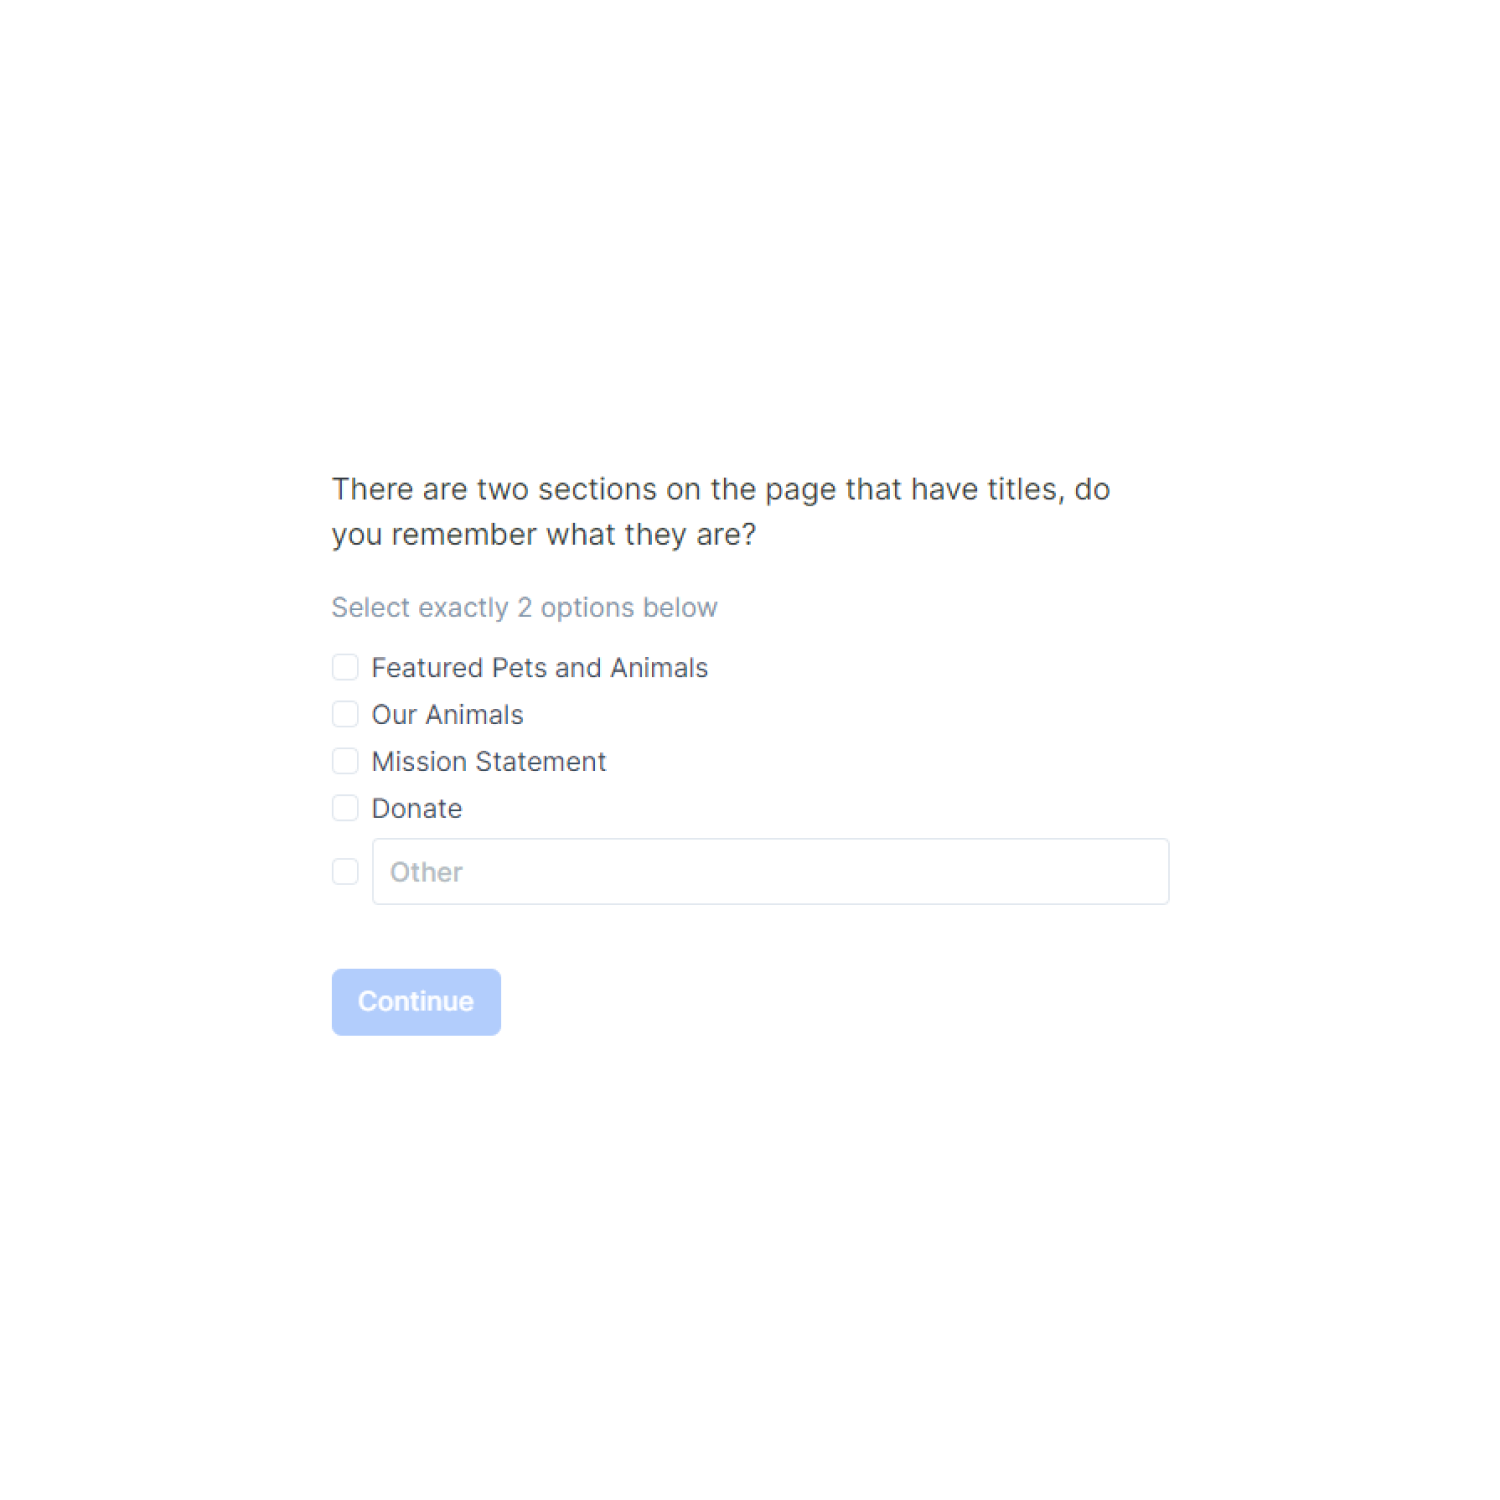 There are two sections on the page that have titles, do
you remember what they are?
Select exactly 2 options below
Featured Pets and Animals
Our Animals
Mission Statement
Donate
Other
Continue